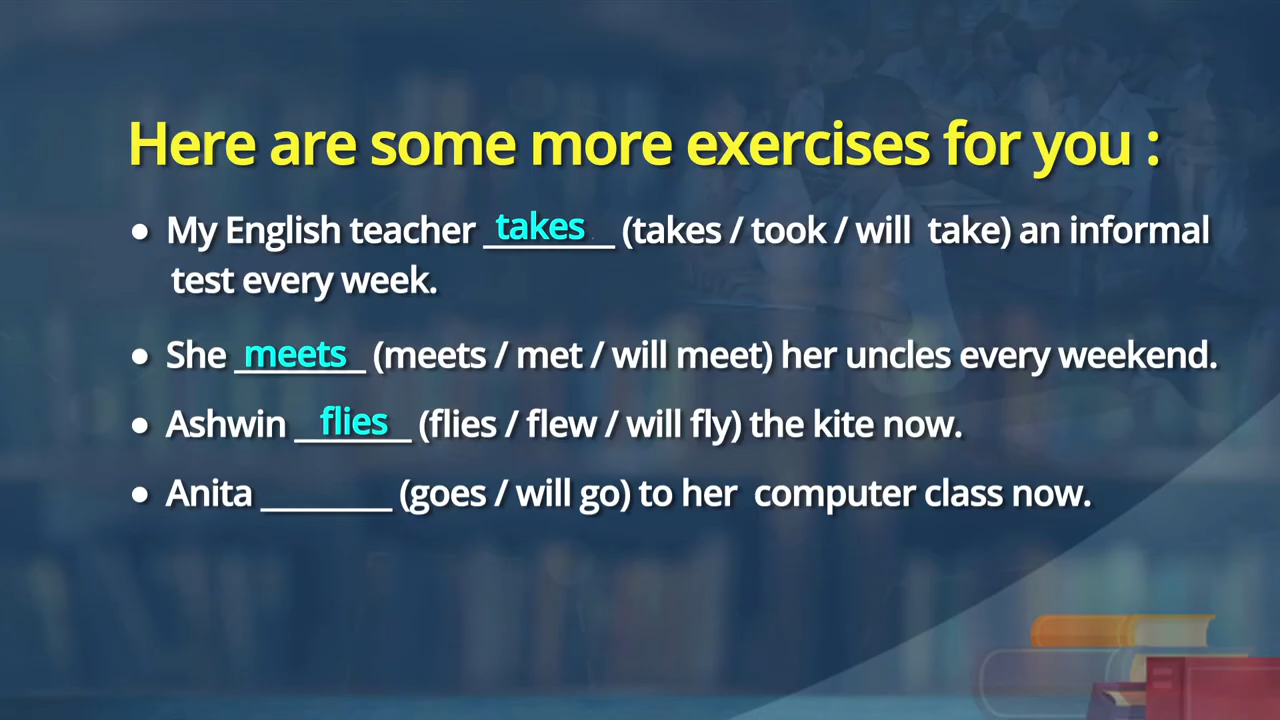 Here are some more exercises for you :
● My English teacher takes (takes / took / will take) an informal
test every week.
● She meets (meets / met / will meet) her uncles every weekend.
● Ashwin flies (flies / flew / will fly) the kite now.
● Anita ________ (goes / will go) to her computer class now.